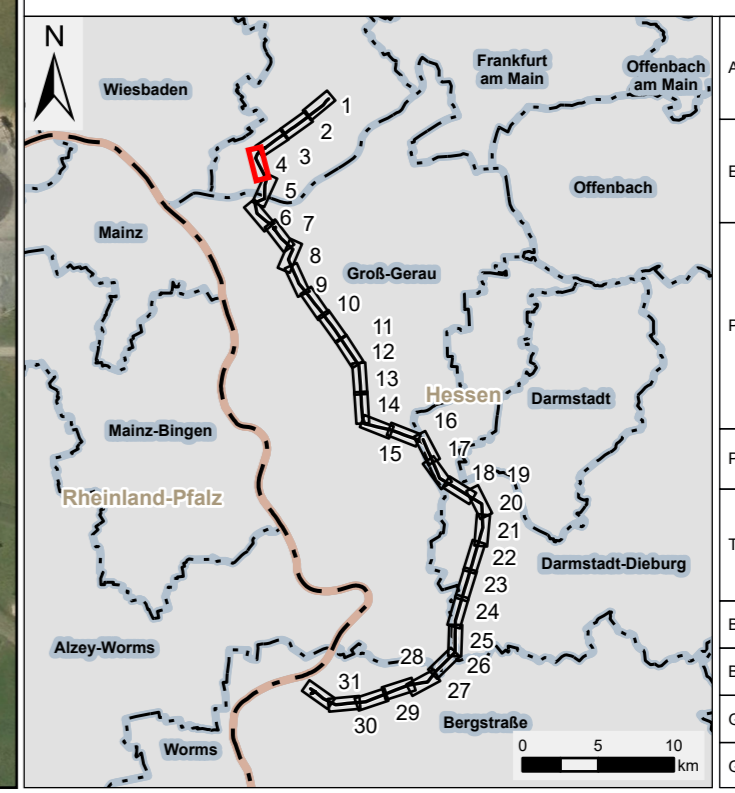 N
Wiesbaden
Frankfurt
am Main
Offenbach
am Main
A
1
2
3
4
E
5
Offenbach
6
7
Mainz
8
Groß-Gerau
9
10
F
11
12
13
Hessen
Darmstadt
14
16
15
Mainz-Bingen
17
F
18
19
Rheinland-Pfalz
20
21
T
22
Darmstadt-Dieburg
23
24
E
Alzey-Worms
25
28
26
E
27
31
29
30
Bergstraße
G
Worms
0 5 10
km
G